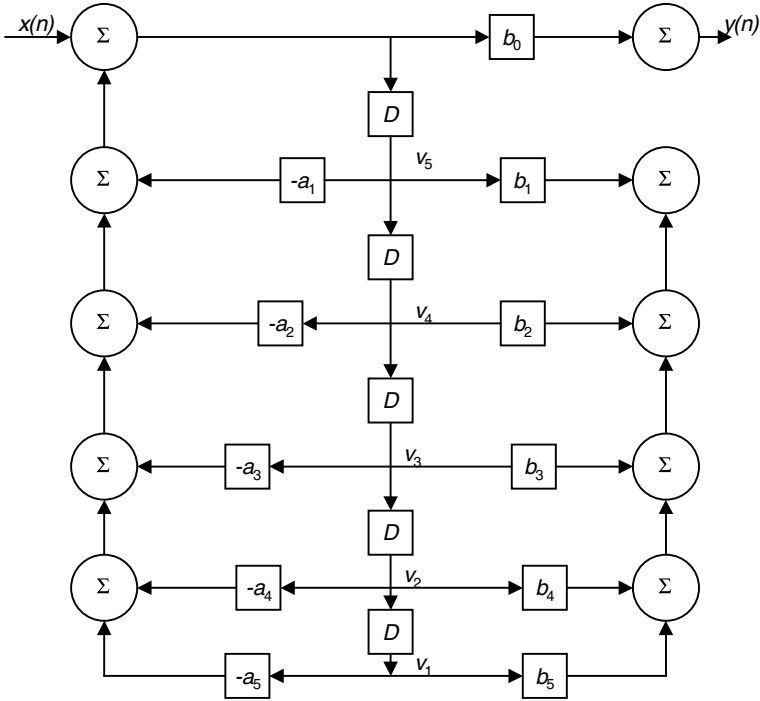 x(n) Σ b₀ Σ y(n)
D
v₅
Σ -a₁ b₁ Σ
D
v₄
Σ -a₂ b₂ Σ
D
v₃
Σ -a₃ b₃ Σ
D
v₂
Σ -a₄ b₄ Σ
D
v₁
-a₅ b₅